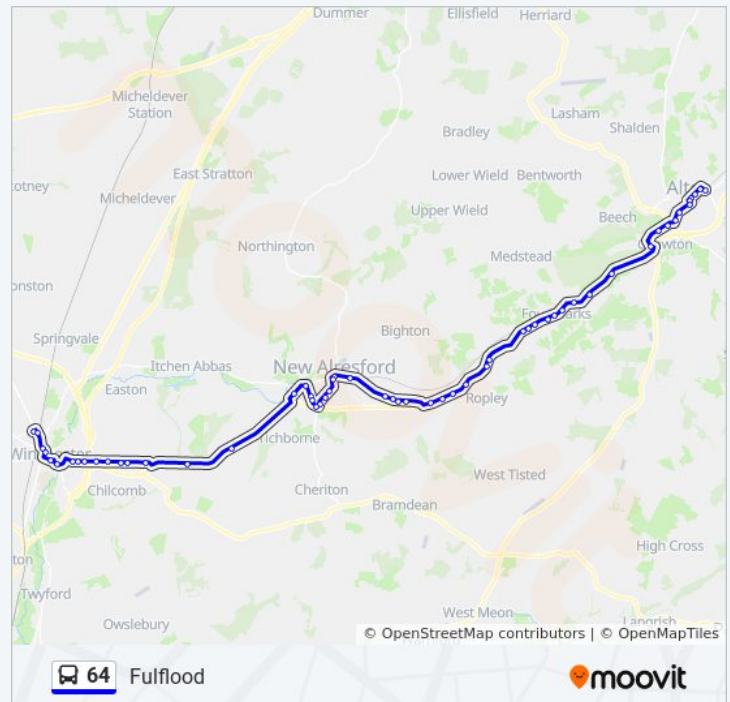 Dummer
Ellisfield
Herriard
Micheldever
Station
Lasham
Shalden
Bradley
East Stratton
Lower Wield
Bentworth
Micheldever
Upper Wield
Beech
Northington
Medstead
Springvale
Bighton
Itchen Abbas
New Alresford
Easton
Ropley
Chilcomb
Cheriton
West Tisted
Bramdean
High Cross
Twyford
Owslebury
West Meon
Langrish
© OpenStreetMap contributors | © OpenMapTiles
64 Fulflood
moovit